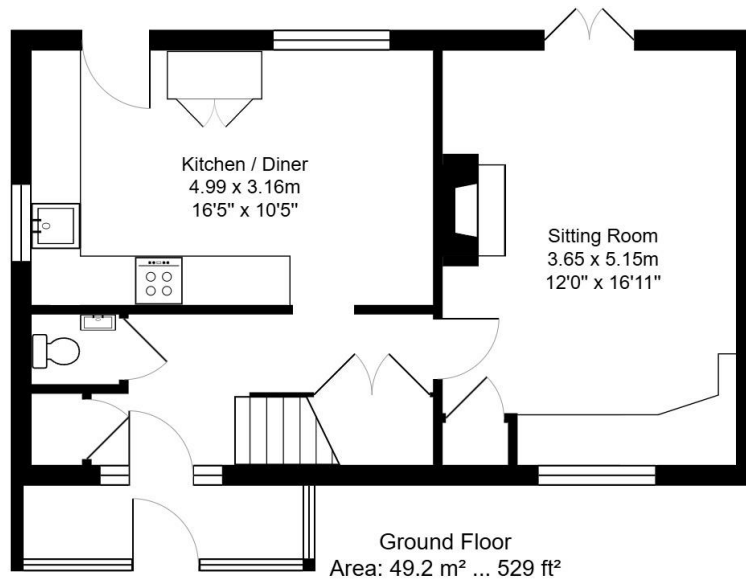 Kitchen / Diner
4.99 x 3.16m
16'5" x 10'5"
Sitting Room
3.65 x 5.15m
12'0" x 16'11"
Ground Floor
Area: 49.2 m² ... 529 ft²